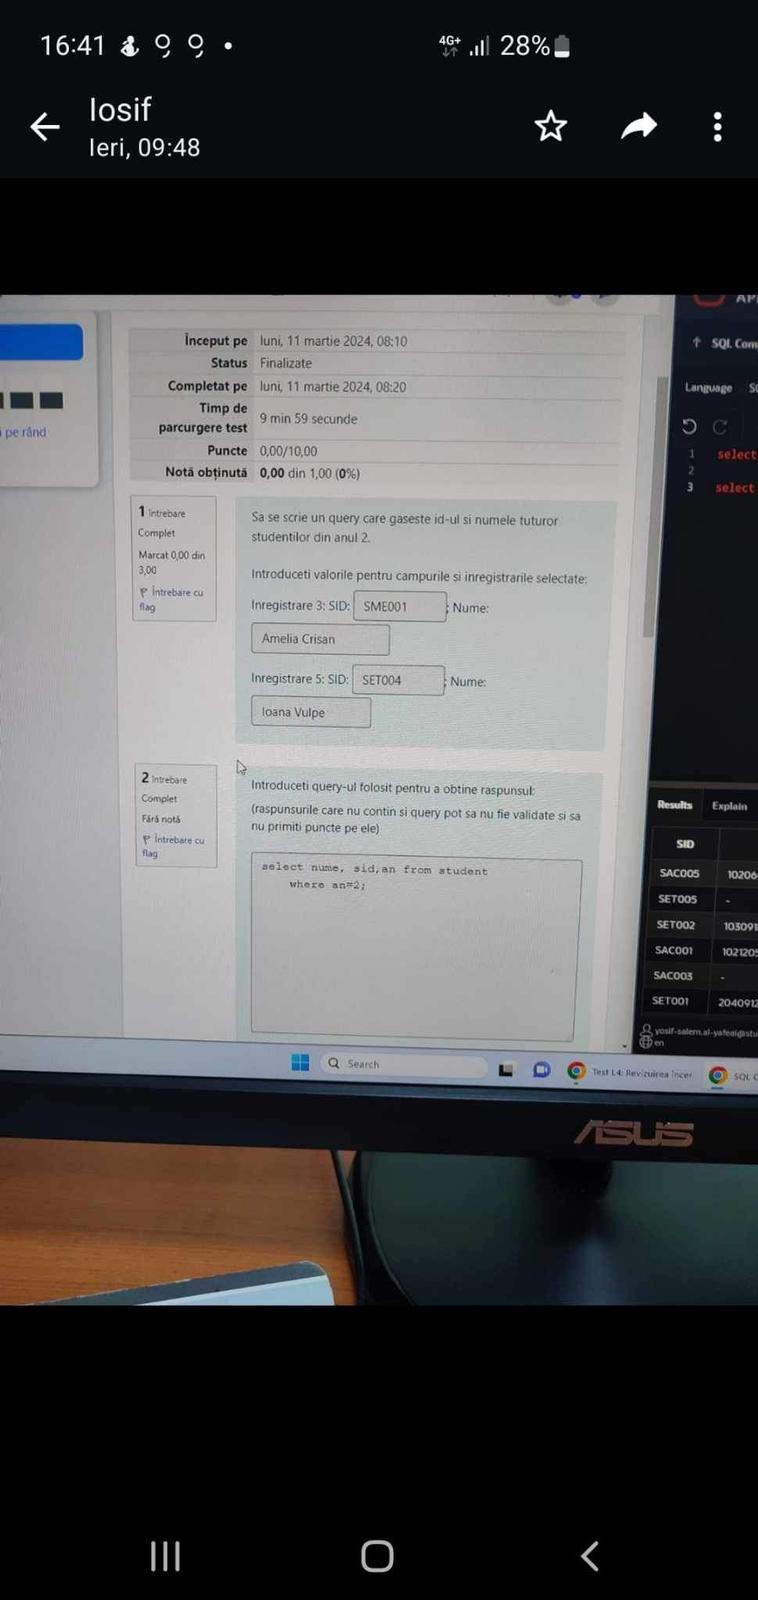 16:41
4G+ 28%
Iosif
Ieri, 09:48
Început pe luni, 11 martie 2024, 08:10
Status Finalizate
Completat pe luni, 11 martie 2024, 08:20
Timp de parcurgere test 9 min 59 secunde
Puncte 0,00/10,00
Notă obținută 0,00 din 1,00 (0%)
pe rând
1 Întrebare
Complet
Marcat 0,00 din
3,00
Întrebare cu
flag
Sa se scrie un query care gaseste id-ul si numele tuturor
studentilor din anul 2.
Introduceti valorile pentru campurile si inregistrarile selectate:
Inregistrare 3: SID: SME001 ; Nume:
Amelia Crisan
Inregistrare 5: SID: SET004 ; Nume:
Ioana Vulpe
2 Întrebare
Complet
Fără notă
Întrebare cu
flag
Introduceti query-ul folosit pentru a obtine raspunsul:
(raspunsurile care nu contin si query pot sa nu fie validate si sa
nu primiti puncte pe ele)
select nume, sid,an from student
where an=2;
SQL Com
Language
1 select
2
3 select
Results Explain
SID
SAC005 10206
SET005 -
SET002 103091
SAC001 102120
SAC003 -
SET001 2040912
yosif-salem.al-yafeai@stu
en
Search
Test L4: Revizuirea încer
SQL C
ASUS